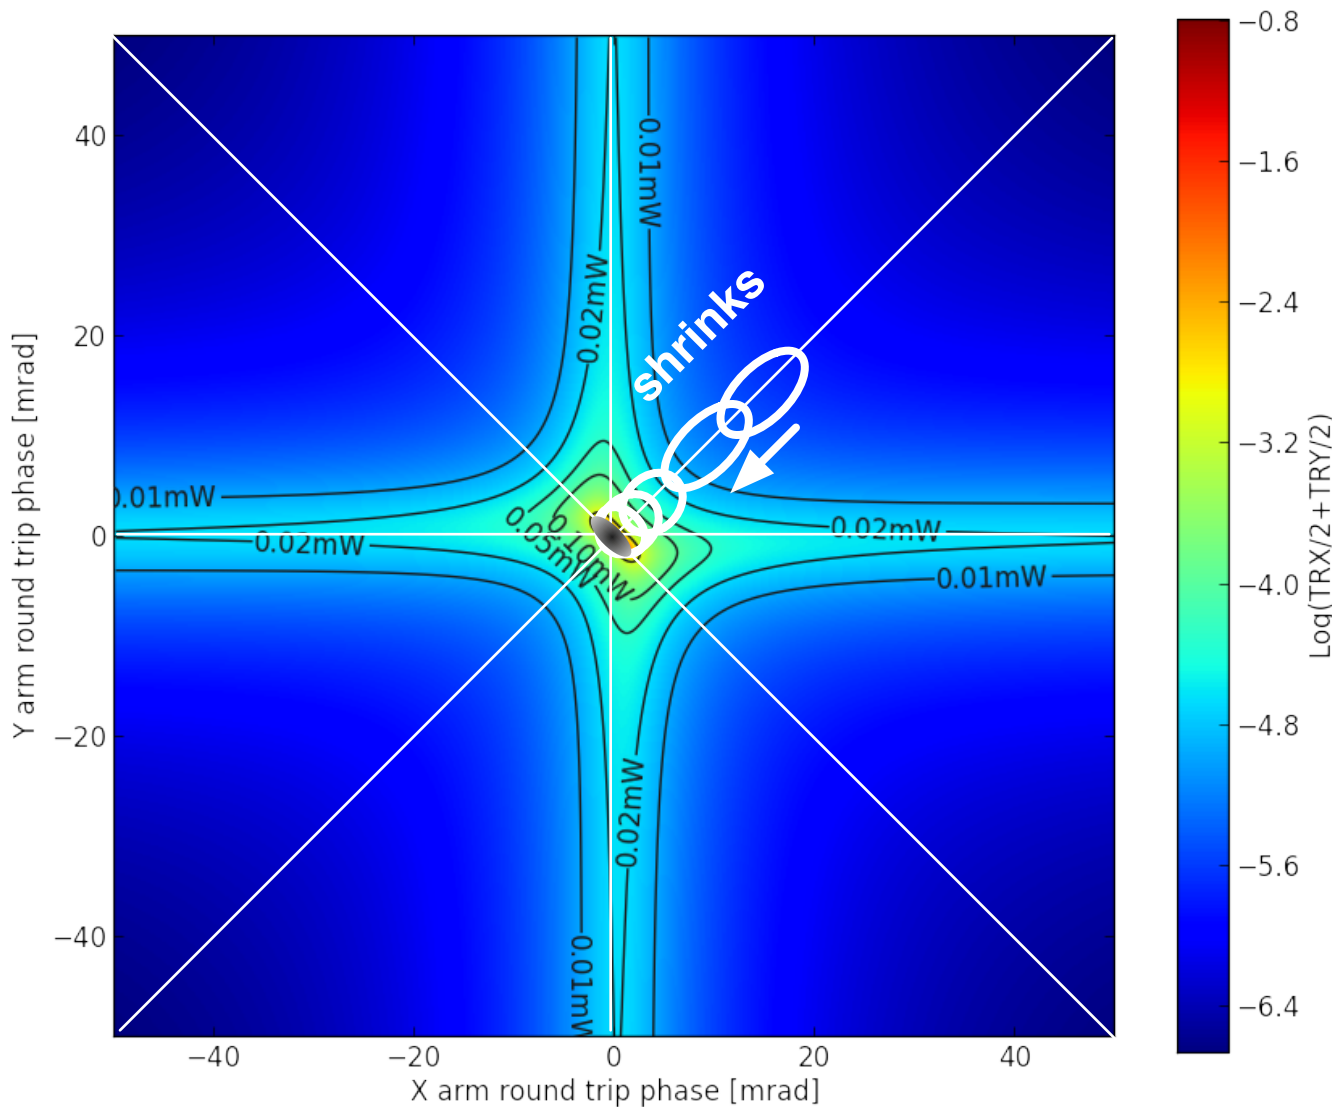 −0.8
0.01mW
40
−1.6
0.02mW
shrinks
−2.4
20
−3.2
0.01mW
0.05mW
0.10mW
0.02mW
0
0.02mW
0.01mW
−4.0
Y arm round trip phase [mrad]
Log(TRX/2+TRY/2)
−20
−4.8
0.02mW
−5.6
−40
0.01mW
−6.4
−40
−20
0
20
40
X arm round trip phase [mrad]